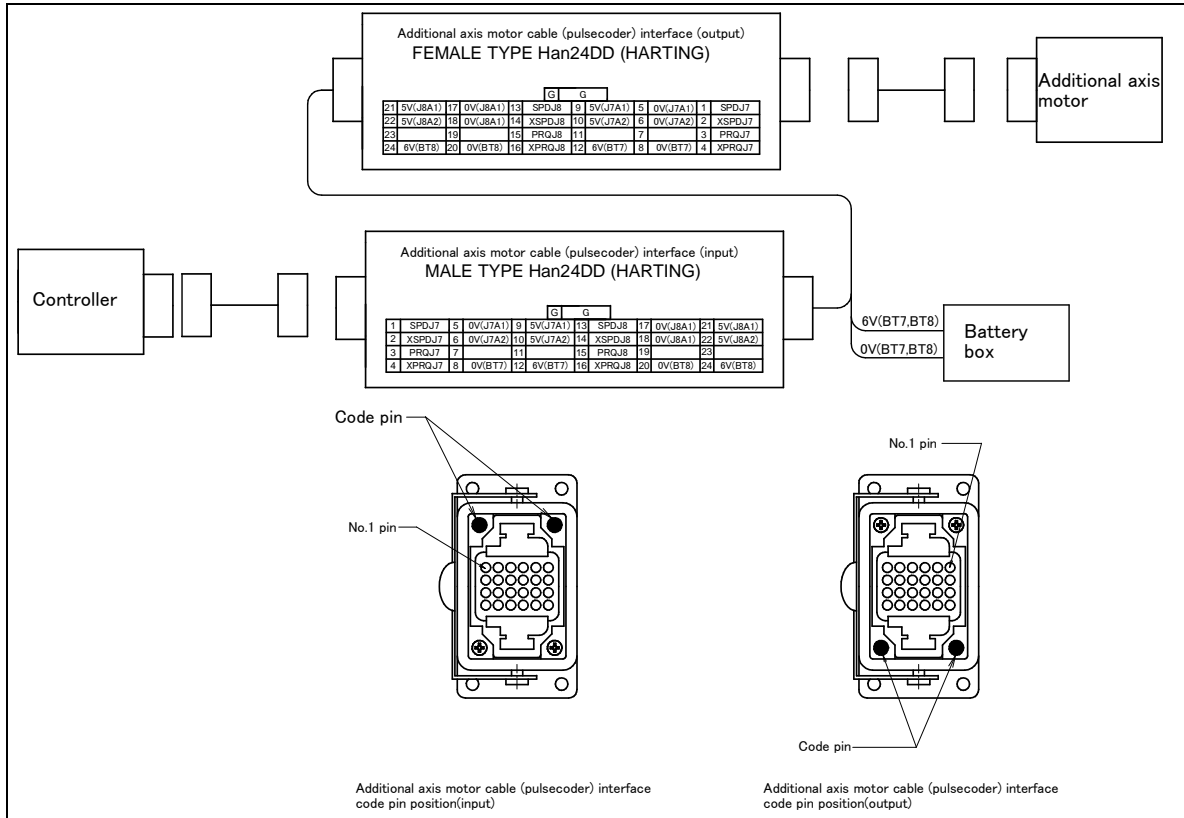 Additional axis motor cable (pulsecoder) interface (output)
FEMALE TYPE Han24DD (HARTING)
G G
21 5V(J8A1) 17 0V(J8A1) 13 SPDJ8 9 5V(J7A1) 5 0V(J7A1) 1 SPDJ7
22 5V(J8A2) 18 0V(J8A1) 14 XSPDJ8 10 5V(J7A2) 6 0V(J7A2) 2 XSPDJ7
23 19 15 PRQJ8 11 7 3 PRQJ7
24 6V(BT8) 20 0V(BT8) 16 XPRQJ8 12 6V(BT7) 8 0V(BT7) 4 XPRQJ7
Additional axis
motor
Controller
Additional axis motor cable (pulsecoder) interface (input)
MALE TYPE Han24DD (HARTING)
G G
1 SPDJ7 5 0V(J7A1) 9 5V(J7A1) 13 SPDJ8 17 0V(J8A1) 21 5V(J8A1)
2 XSPDJ7 6 0V(J7A2) 10 5V(J7A2) 14 XSPDJ8 18 0V(J8A1) 22 5V(J8A2)
3 PRQJ7 7 11 15 PRQJ8 19 23
4 XPRQJ7 8 0V(BT7) 12 6V(BT7) 16 XPRQJ8 20 0V(BT8) 24 6V(BT8)
6V(BT7,BT8)
0V(BT7,BT8)
Battery
box
Code pin
No.1 pin
No.1 pin
Code pin
Additional axis motor cable (pulsecoder) interface
code pin position(input)
Additional axis motor cable (pulsecoder) interface
code pin position(output)